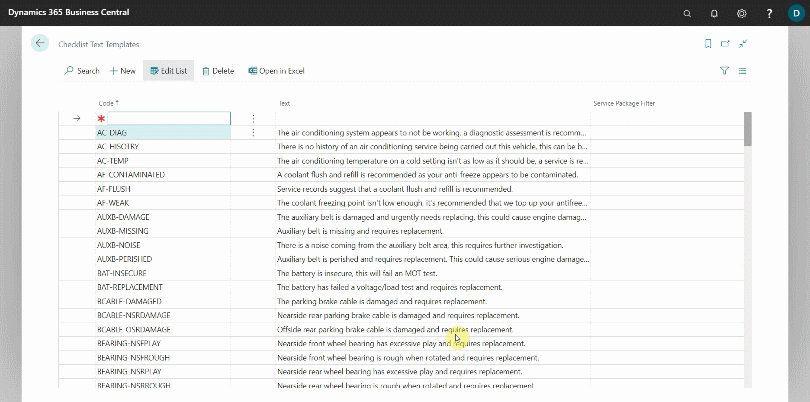 Dynamics 365 Business Central
?
D
Checklist Text Templates
Search + New Edit List Delete Open in Excel
Code ↑ Text Service Package Filter
→ *
AC-DIAG The air conditioning system appears to not be working, a diagnostic assessment is recomm...
AC-HISOTRY There is no history of an air conditioning service being carried out this vehicle, this can be b...
AC-TEMP The air conditioning temperature on a cold setting isn't as low as it should be, a service is re...
AF-CONTAMINATED A coolant flush and refill is recommended as your anti freeze appears to be contaminated.
AF-FLUSH Service records suggest that a coolant flush and refill is recommended.
AF-WEAK The coolant freezing point isn't low enough, it's recommended that we top up your antifree...
AUXB-DAMAGE The auxiliary belt is damaged and urgently needs replacing, this could cause engine damag...
AUXB-MISSING Auxiliary belt is missing and requires replacement.
AUXB-NOISE There is a noise coming from the auxiliary belt area, this requires further investigation.
AUXB-PERISHED Auxiliary belt is perished and requires replacement. This could cause serious engine damage...
BAT-INSECURE The battery is insecure, this will fail an MOT test.
BAT-REPLACEMENT The battery has failed a voltage/load test and requires replacement.
BCABLE-DAMAGED The parking brake cable is damaged and requires replacement.
BCABLE-NSRDAMAGE Nearside rear parking brake cable is damaged and requires replacement.
BCABLE-OSRDAMAGE Offside rear parking brake cable is damaged and requires replacement.
BEARING-NSFPLAY Nearside front wheel bearing has excessive play and requires replacement.
BEARING-NSFROUGH Nearside front wheel bearing is rough when rotated and requires replacement.
BEARING-NSRPLAY Nearside rear wheel bearing has excessive play and requires replacement.
BEARING-NSRROUGH Nearside rear wheel bearing is rough when rotated and requires replacement.